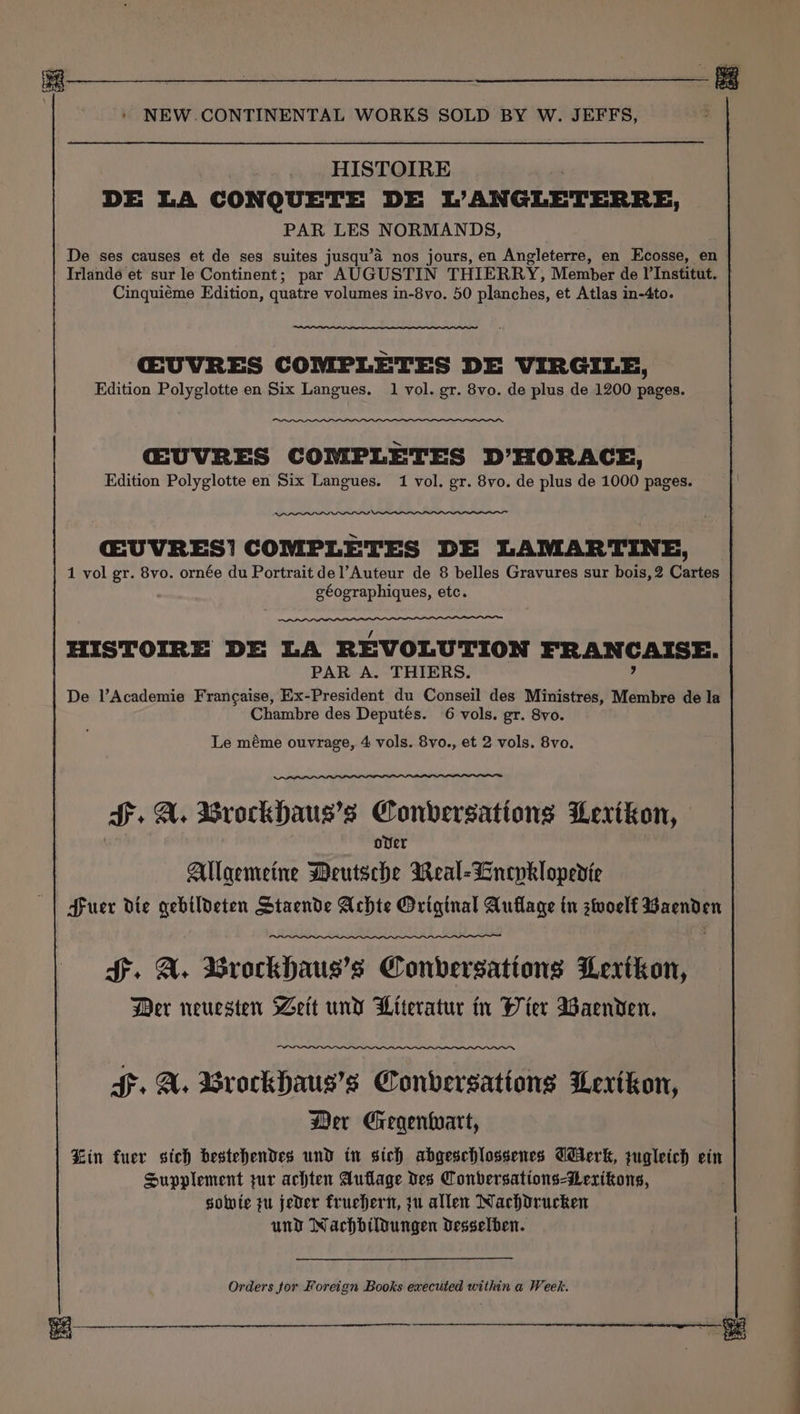 NEW CONTINENTAL WORKS SOLD BY W. JEFFS,
HISTOIRE
DE LA CONQUETE DE L'ANGLETERRE,
PAR LES NORMANDS,
De ses causes et de ses suites jusqu'à nos jours, en Angleterre, en Ecosse, en
Irlande et sur le Continent; par AUGUSTIN THIERRY, Member de l'Institut.
Cinquiéme Edition, quatre volumes in-8vo. 50 planches, et Atlas in-4to.
ŒUVRES COMPLÈTES DE VIRGILE,
Edition Polyglotte en Six Langues. 1 vol. gr. 8vo. de plus de 1200 pages.
ŒUVRES COMPLÈTES D'HORACE,
Edition Polyglotte en Six Langues. 1 vol. gr. 8vo. de plus de 1000 pages.
ŒUVRES COMPLÈTES DE LAMARTINE,
1 vol gr. 8vo. ornée du Portrait de l'Auteur de 8 belles Gravures sur bois, 2 Cartes
géographiques, etc.
HISTOIRE DE LA RÉVOLUTION FRANÇAISE.
PAR A. THIERS.
De l'Academie Française, Ex-President du Conseil des Ministres, Membre de la
Chambre des Deputés. 6 vols. gr. 8vo.
Le même ouvrage, 4 vols. 8vo., et 2 vols. 8vo.
F. A. Brockhaus's Conversations Lexikon,
oder
Allgemeine Deutsche Real-Encyklopedie
Fuer die gebildeten Staende Achte Original Auflage in zwoelf Baenden
F. A. Brockhaus's Conversations Lexikon,
Der neuesten Zeit und Literatur in Vier Baenden.
F. A. Brockhaus's Conversations Lexikon,
Der Gegenwart,
Ein fuer sich bestehendes und in sich abgeschlossenes Werk, zugleich ein
Supplement zur achten Auflage des Conversations-Lexikons,
sowie zu jeder fruehern, zu allen Nachdrucken
und Nachbildungen desselben.
Orders for Foreign Books executed within a Week.